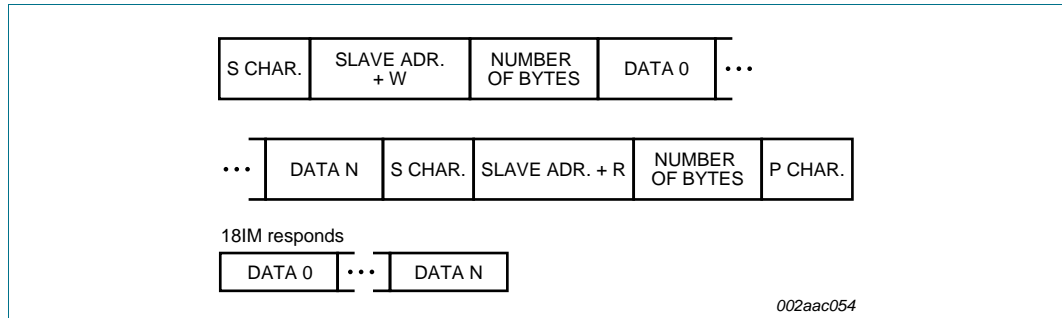 S CHAR. SLAVE ADR. + W NUMBER OF BYTES DATA 0 •••
••• DATA N S CHAR. SLAVE ADR. + R NUMBER OF BYTES P CHAR.
18IM responds
DATA 0 ••• DATA N
002aac054